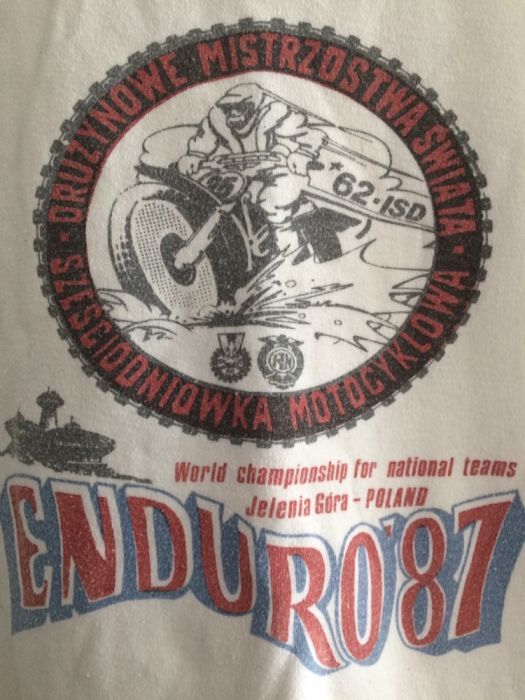 DRUŻYNOWE MISTRZOSTWA ŚWIATA
SZEŚCIODNIÓWKA MOTOCYKLOWA
62-ISD
World championship for national teams
Jelenia Góra - POLAND
ENDURO'87